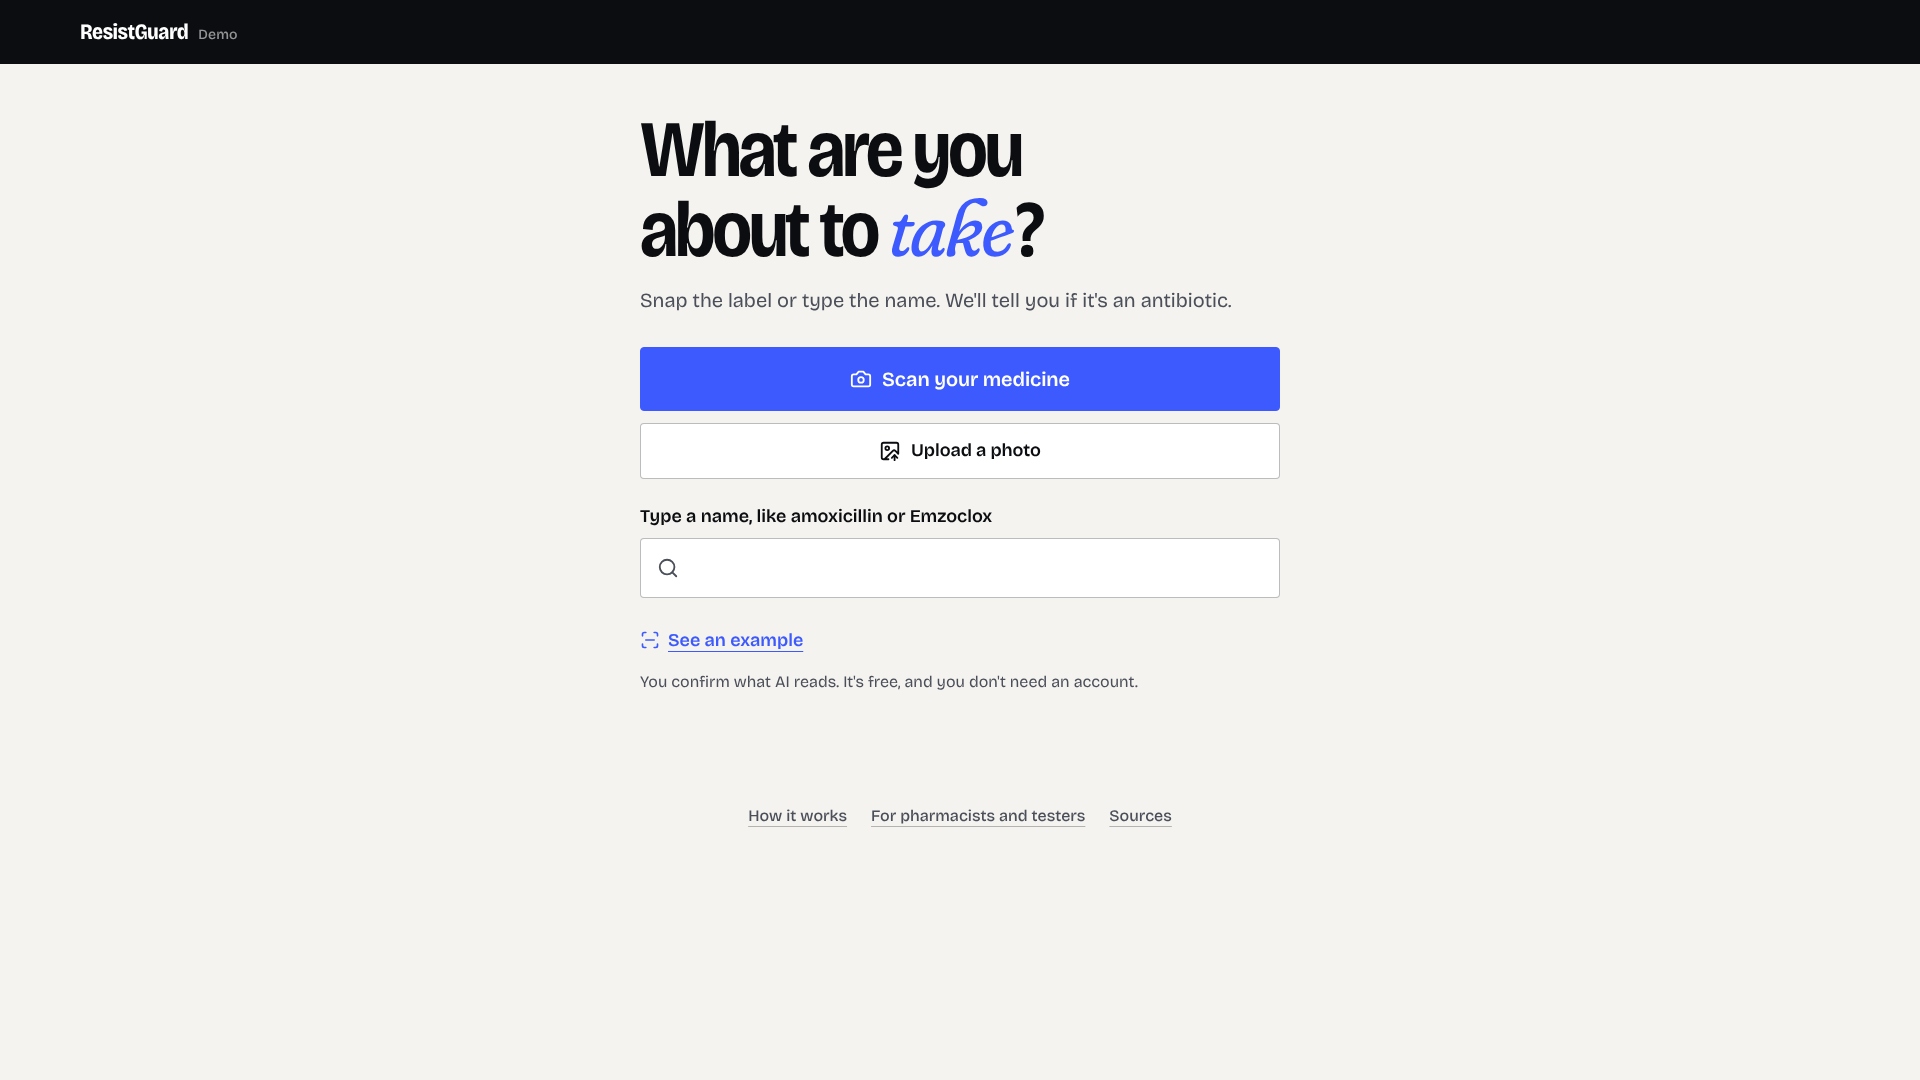 ResistGuard Demo
What are you
about to take?
Snap the label or type the name. We'll tell you if it's an antibiotic.
Scan your medicine
Upload a photo
Type a name, like amoxicillin or Emzoclox
See an example
You confirm what AI reads. It's free, and you don't need an account.
How it works For pharmacists and testers Sources